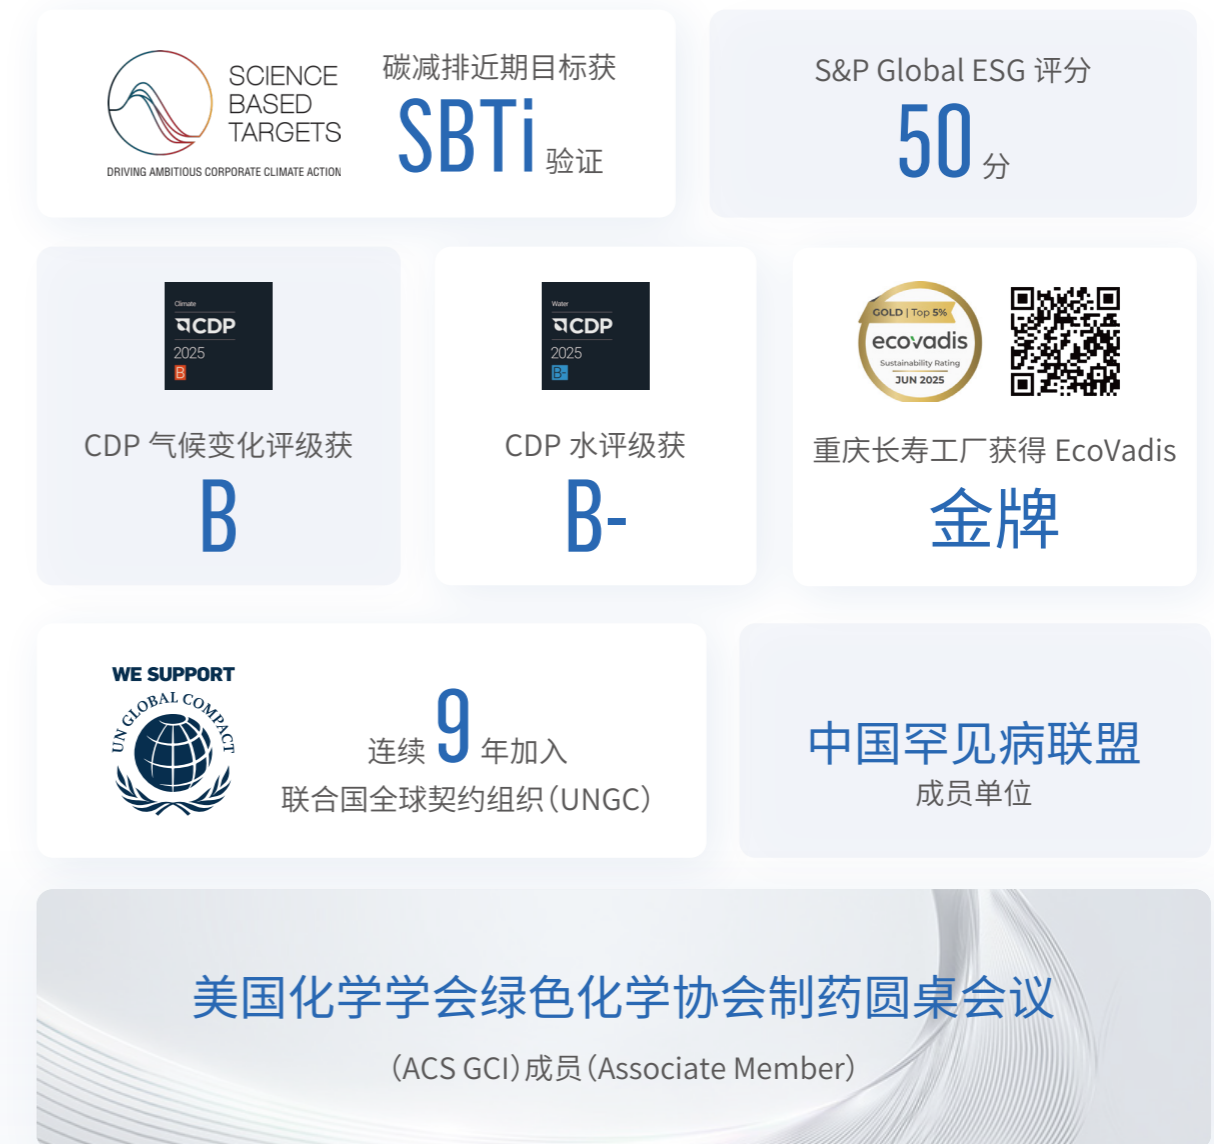 SCIENCE
BASED
TARGETS
DRIVING AMBITIOUS CORPORATE CLIMATE ACTION
碳减排近期目标获
SBTi 验证
S&P Global ESG 评分
50 分
Climate
CDP
2025
B
CDP 气候变化评级获
B
Water
CDP
2025
B-
CDP 水评级获
B-
GOLD | Top 5%
ecovadis
Sustainability Rating
JUN 2025
重庆长寿工厂获得 EcoVadis
金牌
WE SUPPORT
UN GLOBAL COMPACT
连续 9 年加入
联合国全球契约组织（UNGC）
中国罕见病联盟
成员单位
美国化学学会绿色化学协会制药圆桌会议
（ACS GCI）成员（Associate Member）